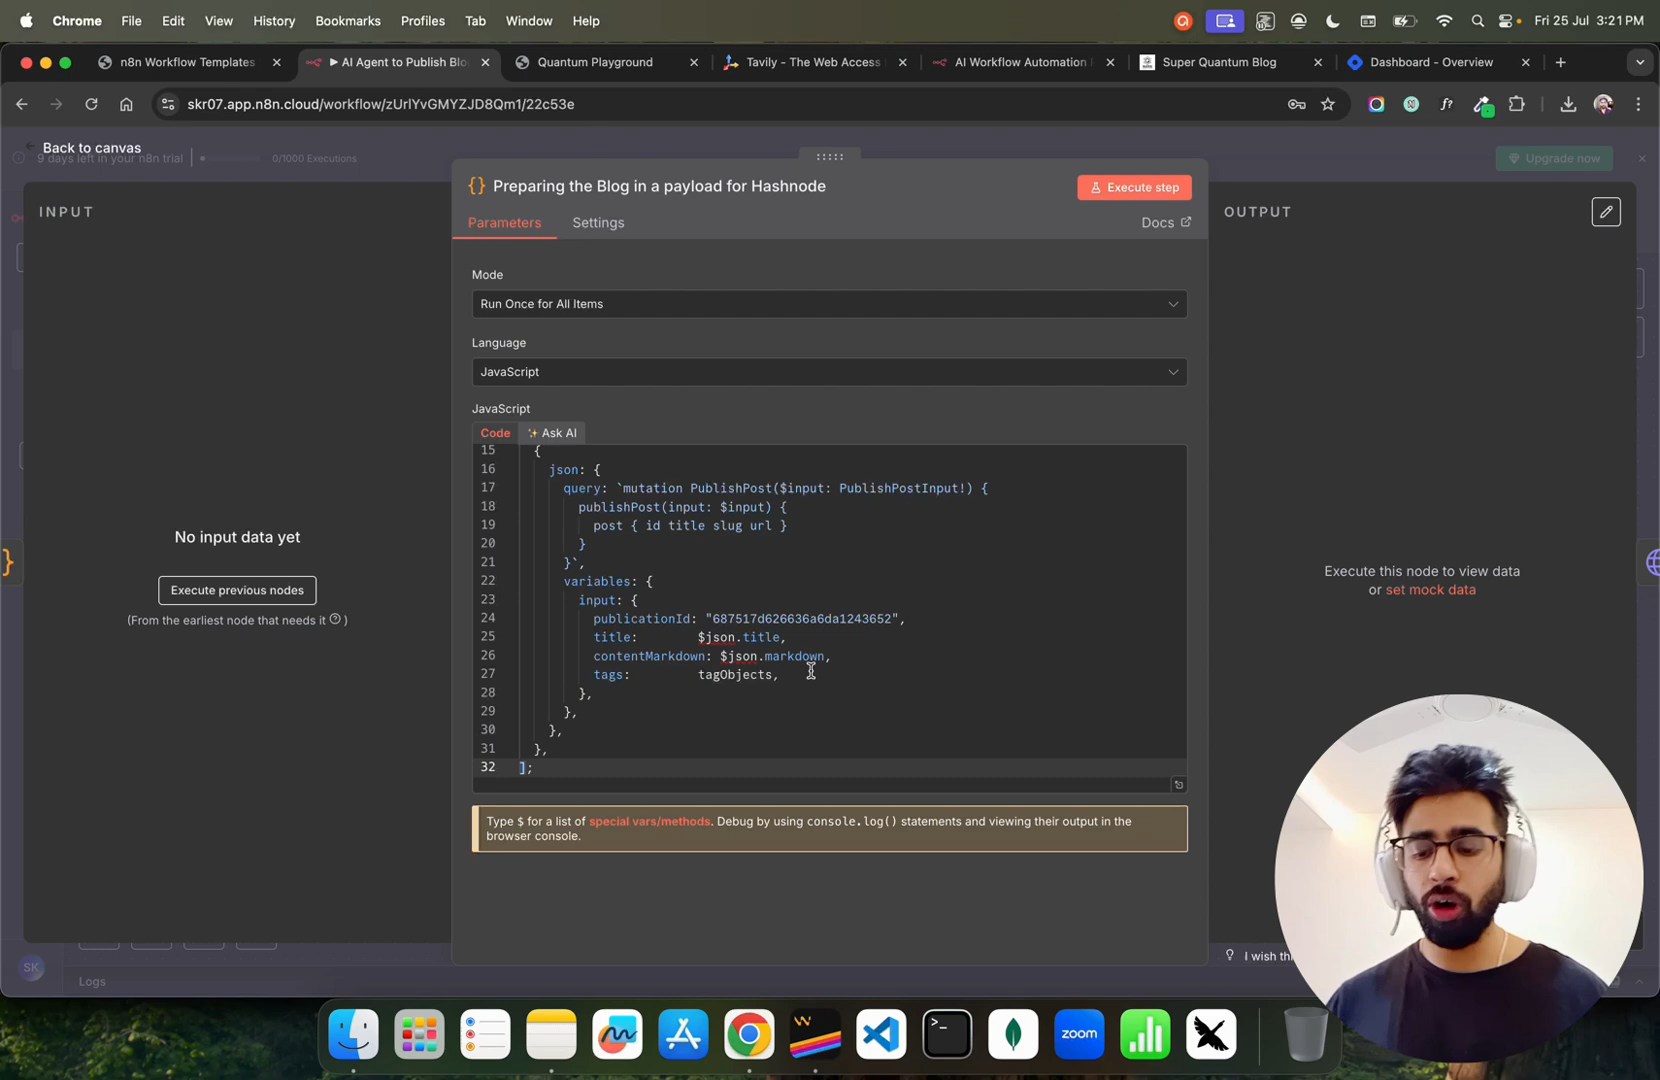 Chrome File Edit View History Bookmarks Profiles Tab Window Help Fri 25 Jul 3:21 PM
n8n Workflow Templates
AI Agent to Publish Blo
Quantum Playground
Tavily - The Web Access
AI Workflow Automation
Super Quantum Blog
Dashboard - Overview
skr07.app.n8n.cloud/workflow/zUrlYvGMYZJD8Qm1/22c53e
Back to canvas
9 days left in your n8n trial
0/1000 Executions
Upgrade now
INPUT
No input data yet
Execute previous nodes
(From the earliest node that needs it ? )
{} Preparing the Blog in a payload for Hashnode
Execute step
Parameters Settings
Docs
Mode
Run Once for All Items
Language
JavaScript
JavaScript
Code Ask AI
15 {
16 json: {
17 query: `mutation PublishPost($input: PublishPostInput!) {
18 publishPost(input: $input) {
19 post { id title slug url }
20 }
21 }`,
22 variables: {
23 input: {
24 publicationId: "687517d626636a6da1243652",
25 title: $json.title,
26 contentMarkdown: $json.markdown,
27 tags: tagObjects,
28 },
29 },
30 },
31 },
32 ];
Type $ for a list of special vars/methods. Debug by using console.log() statements and viewing their output in the
browser console.
OUTPUT
Execute this node to view data
or set mock data
I wish thi
SK
Logs
zoom